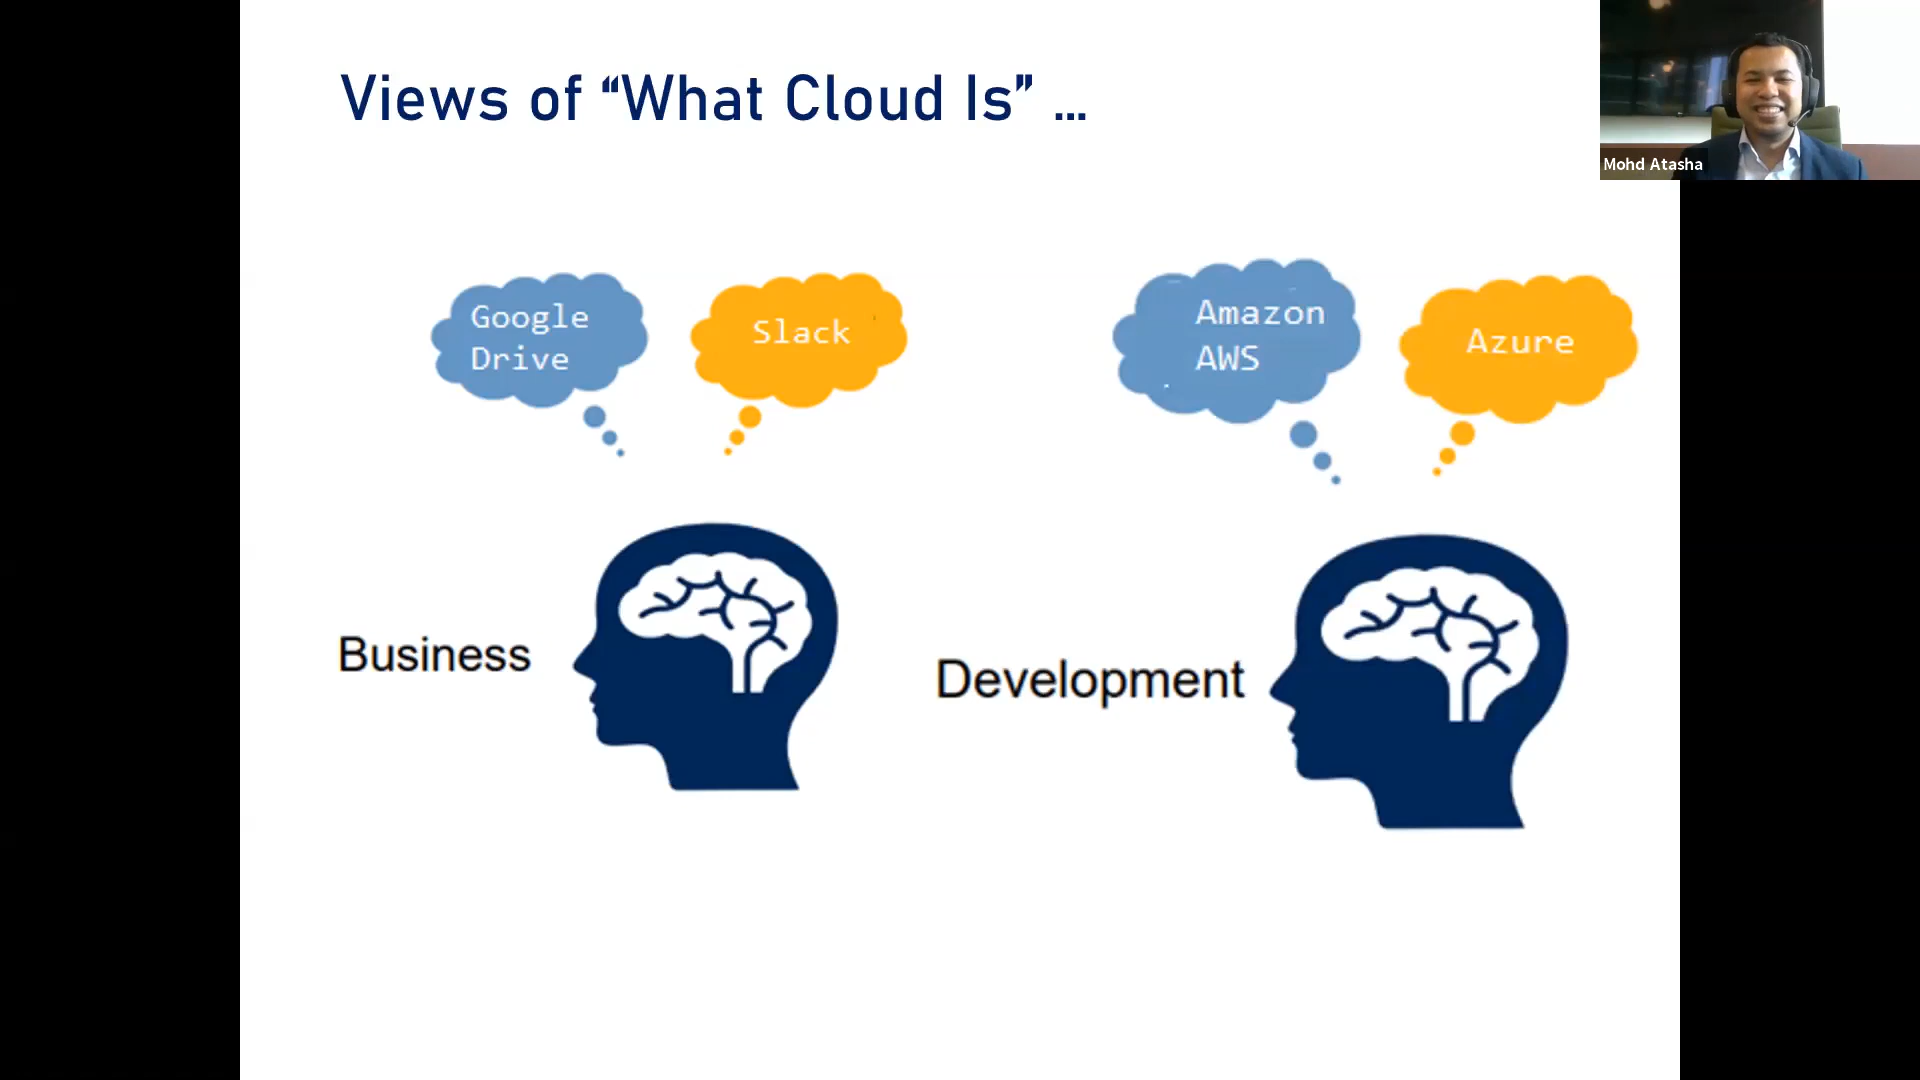 Views of “What Cloud Is” ...
Mohd Atasha
Google
Drive
Slack
Amazon
AWS
Azure
Business
Development